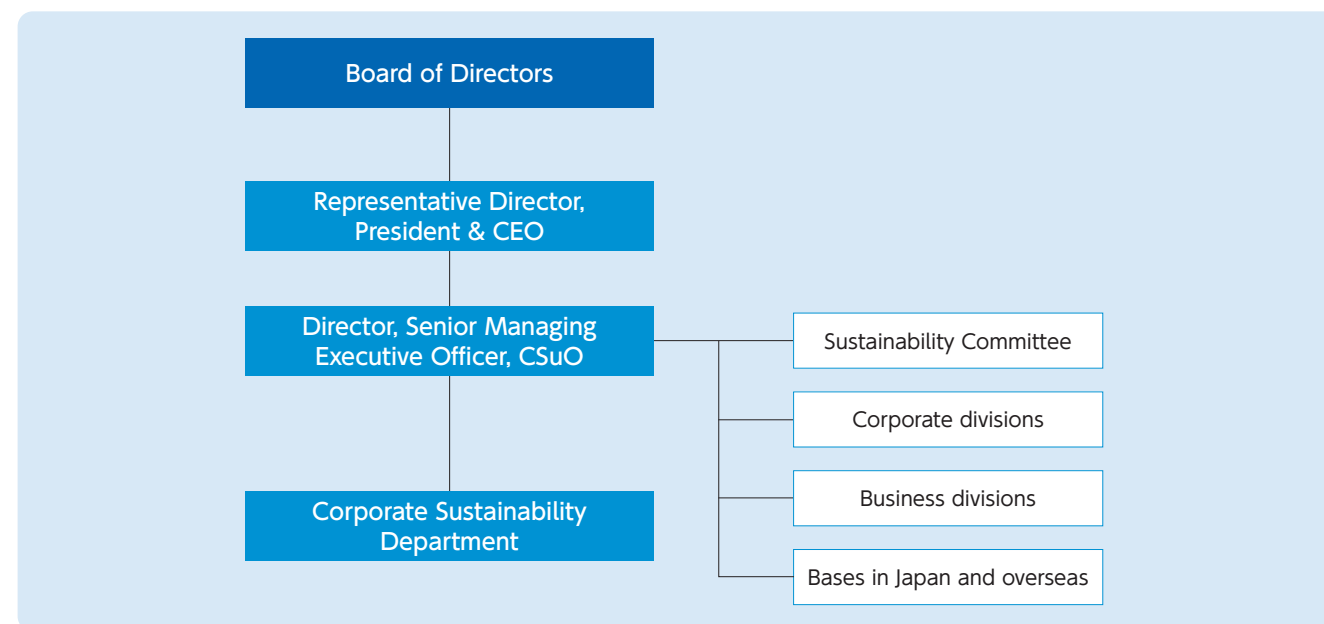 Board of Directors
Representative Director,
President & CEO
Director, Senior Managing
Executive Officer, CSuO
Sustainability Committee
Corporate divisions
Business divisions
Bases in Japan and overseas
Corporate Sustainability
Department